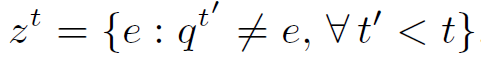 z^t = {e : q^{t'} ≠ e, ∀ t' < t}